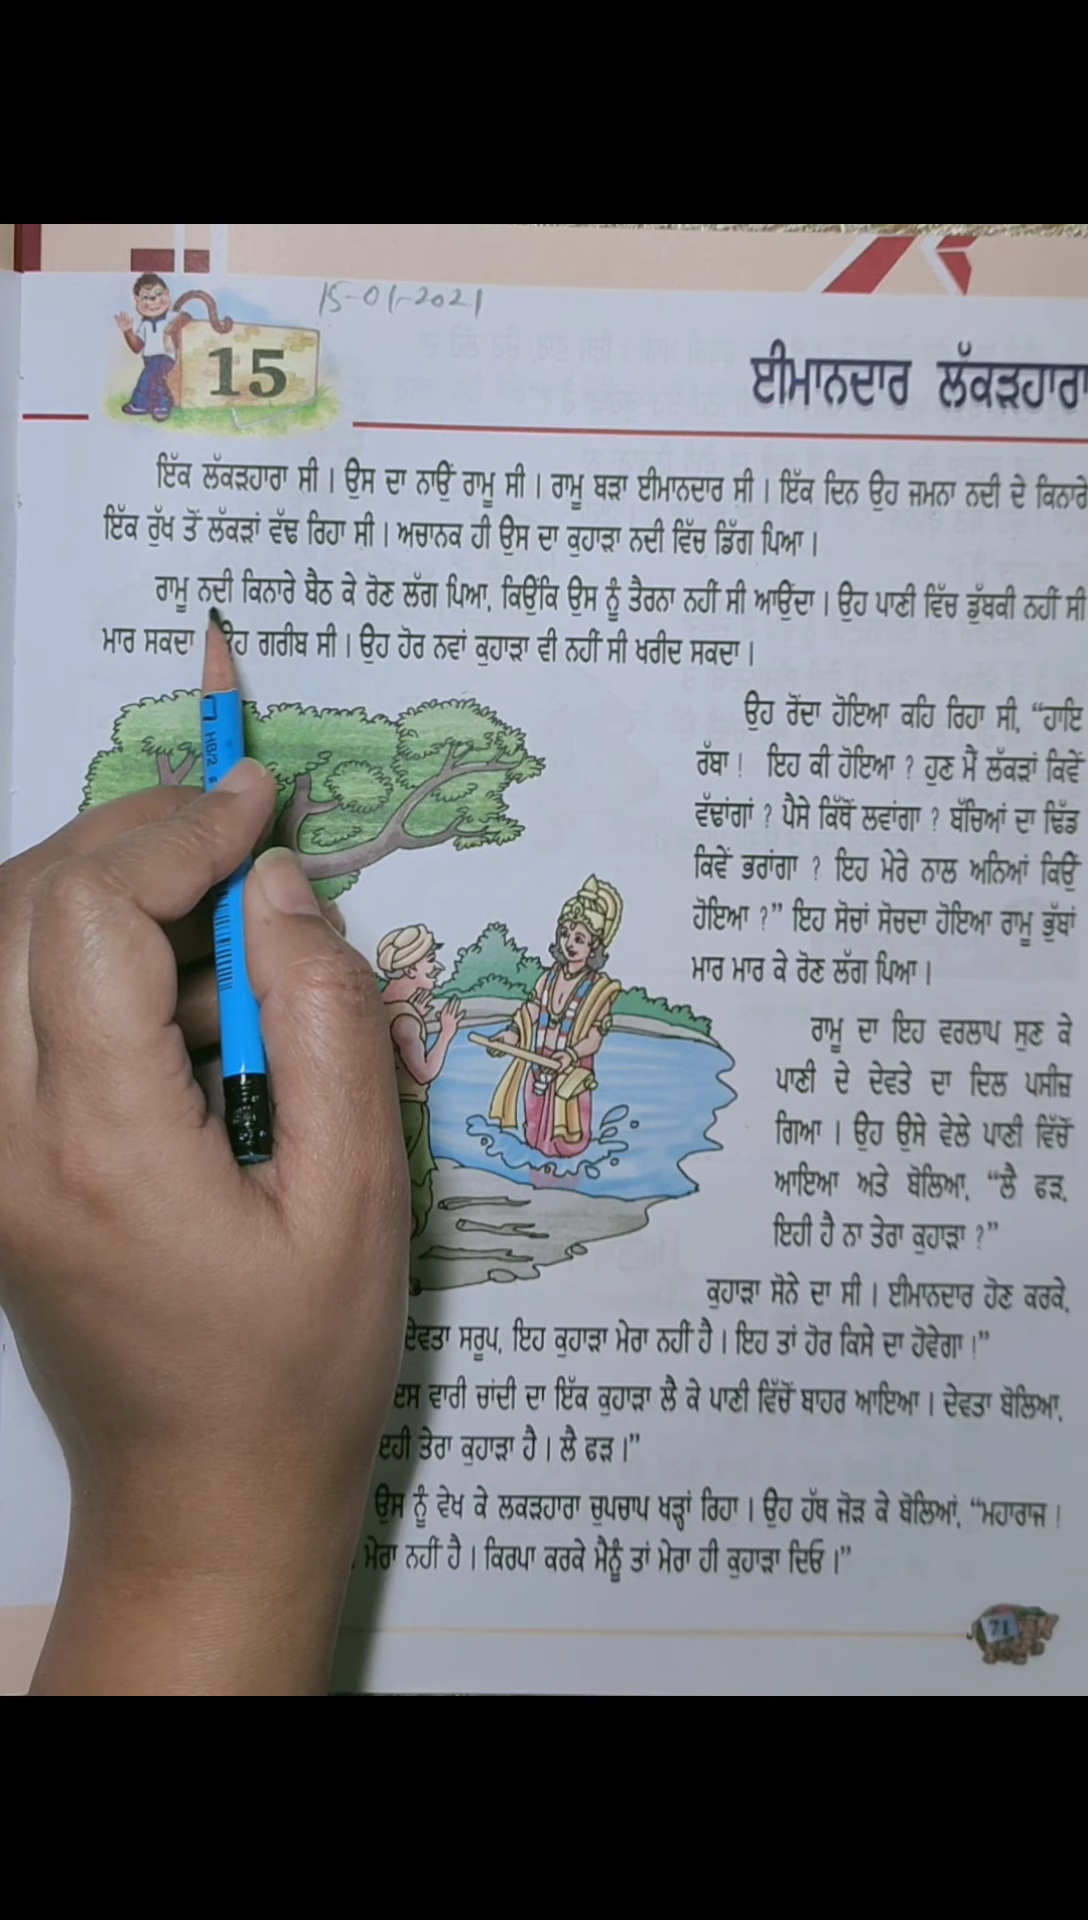 15-01-2021
15
ਈਮਾਨਦਾਰ ਲੱਕੜਹਾਰਾ
ਇੱਕ ਲੱਕੜਹਾਰਾ ਸੀ । ਉਸ ਦਾ ਨਾਉਂ ਰਾਮੂ ਸੀ । ਰਾਮੂ ਬੜਾ ਈਮਾਨਦਾਰ ਸੀ । ਇੱਕ ਦਿਨ ਉਹ ਜਮਨਾ ਨਦੀ ਦੇ ਕਿਨਾਰੇ
ਇੱਕ ਰੁੱਖ ਤੋਂ ਲੱਕੜਾਂ ਵੱਢ ਰਿਹਾ ਸੀ । ਅਚਾਨਕ ਹੀ ਉਸ ਦਾ ਕੁਹਾੜਾ ਨਦੀ ਵਿੱਚ ਡਿੱਗ ਪਿਆ ।
ਰਾਮੂ ਨਦੀ ਕਿਨਾਰੇ ਬੈਠ ਕੇ ਰੋਣ ਲੱਗ ਪਿਆ, ਕਿਉਂਕਿ ਉਸ ਨੂੰ ਤੈਰਨਾ ਨਹੀਂ ਸੀ ਆਉਂਦਾ । ਉਹ ਪਾਣੀ ਵਿੱਚ ਡੁੱਬਕੀ ਨਹੀਂ ਸੀ
ਮਾਰ ਸਕਦਾ । ਉਹ ਗਰੀਬ ਸੀ । ਉਹ ਹੋਰ ਨਵਾਂ ਕੁਹਾੜਾ ਵੀ ਨਹੀਂ ਸੀ ਖਰੀਦ ਸਕਦਾ ।
HB/2
ਉਹ ਰੋਂਦਾ ਹੋਇਆ ਕਹਿ ਰਿਹਾ ਸੀ, “ਹਾਇ
ਰੱਬਾ ! ਇਹ ਕੀ ਹੋਇਆ ? ਹੁਣ ਮੈਂ ਲੱਕੜਾਂ ਕਿਵੇਂ
ਵੱਢਾਂਗਾਂ ? ਪੈਸੇ ਕਿੱਥੋਂ ਲਵਾਂਗਾ ? ਬੱਚਿਆਂ ਦਾ ਢਿੱਡ
ਕਿਵੇਂ ਭਰਾਂਗਾ ? ਇਹ ਮੇਰੇ ਨਾਲ ਅਨਿਆਂ ਕਿਉਂ
ਹੋਇਆ ?” ਇਹ ਸੋਚਾਂ ਸੋਚਦਾ ਹੋਇਆ ਰਾਮੂ ਭੁੱਬਾਂ
ਮਾਰ ਮਾਰ ਕੇ ਰੋਣ ਲੱਗ ਪਿਆ ।
ਰਾਮੂ ਦਾ ਇਹ ਵਰਲਾਪ ਸੁਣ ਕੇ
ਪਾਣੀ ਦੇ ਦੇਵਤੇ ਦਾ ਦਿਲ ਪਸੀਜ਼
ਗਿਆ । ਉਹ ਉਸੇ ਵੇਲੇ ਪਾਣੀ ਵਿੱਚੋਂ
ਆਇਆ ਅਤੇ ਬੋਲਿਆ, “ਲੈ ਫੜ,
ਇਹੀ ਹੈ ਨਾ ਤੇਰਾ ਕੁਹਾੜਾ ?”
ਕੁਹਾੜਾ ਸੋਨੇ ਦਾ ਸੀ । ਈਮਾਨਦਾਰ ਹੋਣ ਕਰਕੇ,
ਦੇਵਤਾ ਸਰੂਪ, ਇਹ ਕੁਹਾੜਾ ਮੇਰਾ ਨਹੀਂ ਹੈ । ਇਹ ਤਾਂ ਹੋਰ ਕਿਸੇ ਦਾ ਹੋਵੇਗਾ !”
ਵਾਰੀ ਚਾਂਦੀ ਦਾ ਇੱਕ ਕੁਹਾੜਾ ਲੈ ਕੇ ਪਾਣੀ ਵਿੱਚੋਂ ਬਾਹਰ ਆਇਆ । ਦੇਵਤਾ ਬੋਲਿਆ,
ਤੇਰਾ ਕੁਹਾੜਾ ਹੈ । ਲੈ ਫੜ ।”
ਉਸ ਨੂੰ ਵੇਖ ਕੇ ਲਕੜਹਾਰਾ ਚੁਪਚਾਪ ਖੜ੍ਹਾਂ ਰਿਹਾ । ਉਹ ਹੱਥ ਜੋੜ ਕੇ ਬੋਲਿਆਂ, “ਮਹਾਰਾਜ !
ਮੇਰਾ ਨਹੀਂ ਹੈ । ਕਿਰਪਾ ਕਰਕੇ ਮੈਨੂੰ ਤਾਂ ਮੇਰਾ ਹੀ ਕੁਹਾੜਾ ਦਿਓ ।”
71